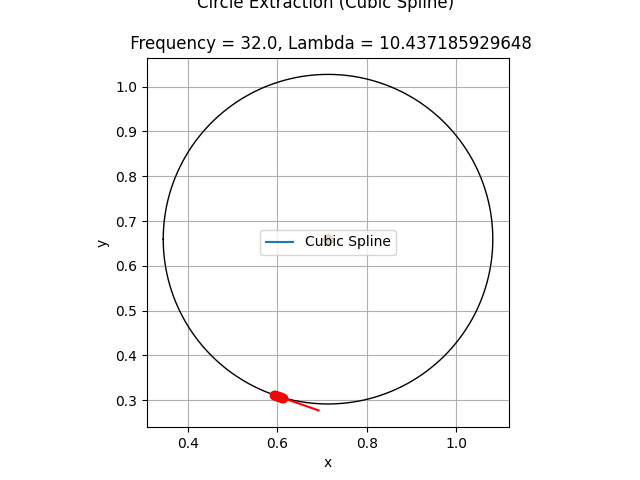 Circle Extraction (Cubic Spline)
Frequency = 32.0, Lambda = 10.437185929648
1.0
0.9
0.8
0.7
0.6
0.5
0.4
0.3
y
Cubic Spline
0.4 0.6 0.8 1.0
x